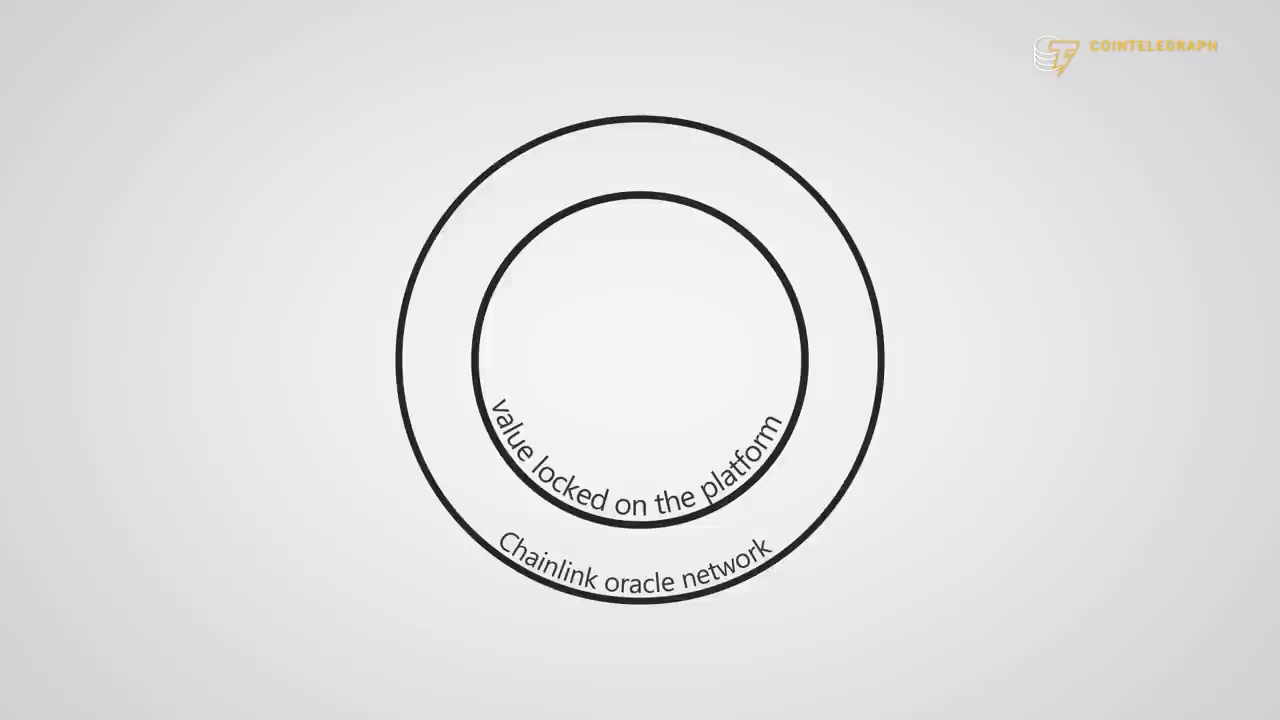 COINTELEGRAPH
value locked on the platform
Chainlink oracle network